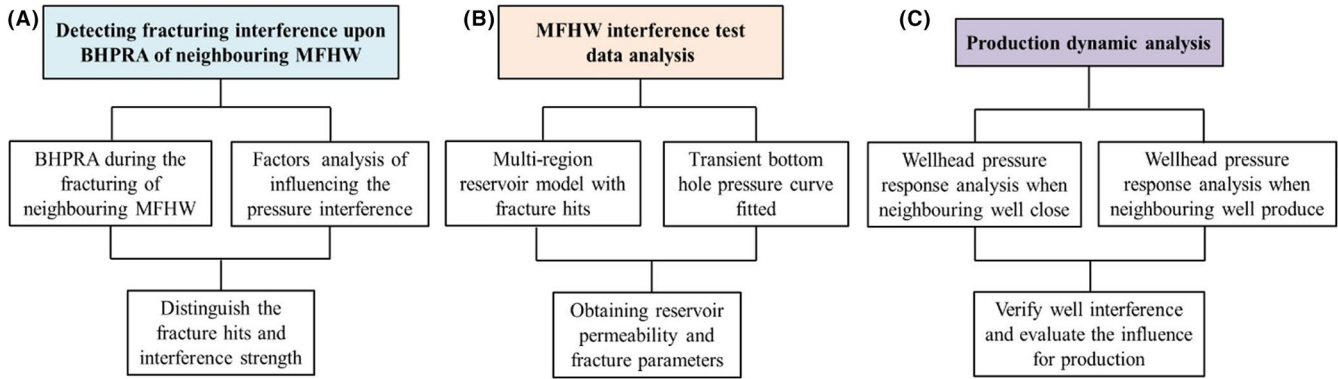 (A)
Detecting fracturing interference upon
BHPRA of neighbouring MFHW
BHPRA during the
fracturing of
neighbouring MFHW
Factors analysis of
influencing the
pressure interference
Distinguish the
fracture hits and
interference strength
(B)
MFHW interference test
data analysis
Multi-region
reservoir model with
fracture hits
Transient bottom
hole pressure curve
fitted
Obtaining reservoir
permeability and
fracture parameters
(C)
Production dynamic analysis
Wellhead pressure
response analysis when
neighbouring well close
Wellhead pressure
response analysis when
neighbouring well produce
Verify well interference
and evaluate the influence
for production